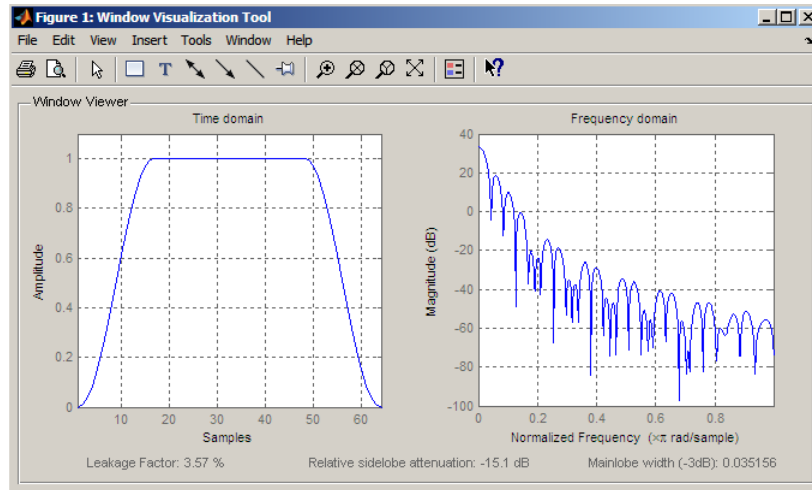 Figure 1: Window Visualization Tool
File Edit View Insert Tools Window Help
Window Viewer
Time domain
1
0.8
0.6
0.4
0.2
0
Amplitude
10 20 30 40 50 60
Samples
Frequency domain
40
20
0
-20
-40
-60
-80
-100
Magnitude (dB)
0 0.2 0.4 0.6 0.8
Normalized Frequency (×π rad/sample)
Leakage Factor: 3.57 % Relative sidelobe attenuation: -15.1 dB Mainlobe width (-3dB): 0.035156